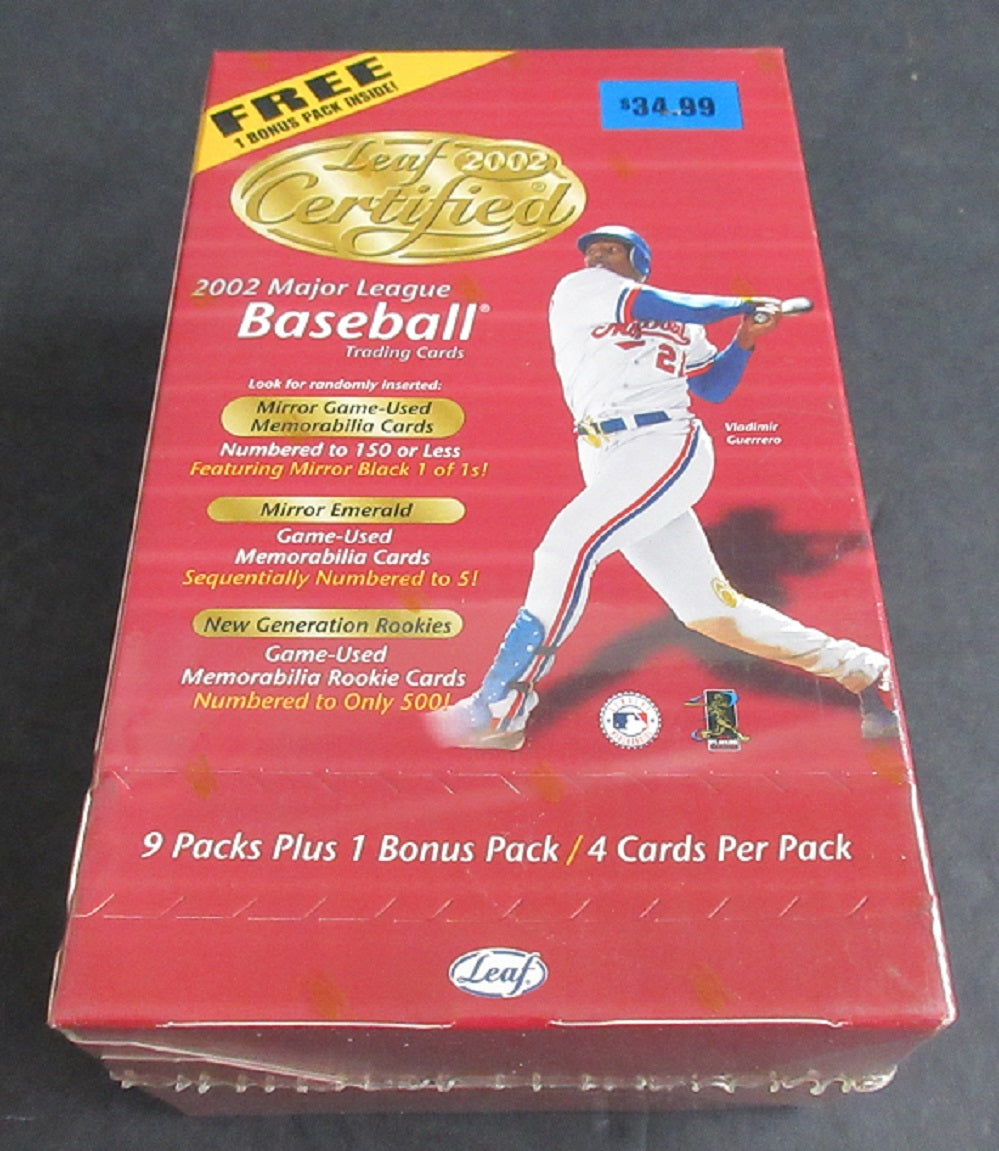 FREE
1 BONUS PACK INSIDE!
$34.99
Leaf 2002
Certified®
2002 Major League
Baseball®
Trading Cards
Look for randomly inserted:
Mirror Game-Used
Memorabilia Cards
Numbered to 150 or Less
Featuring Mirror Black 1 of 1s!
Mirror Emerald
Game-Used
Memorabilia Cards
Sequentially Numbered to 5!
New Generation Rookies
Game-Used
Memorabilia Rookie Cards
Numbered to Only 500!
Vladimir
Guerrero
9 Packs Plus 1 Bonus Pack / 4 Cards Per Pack
Leaf